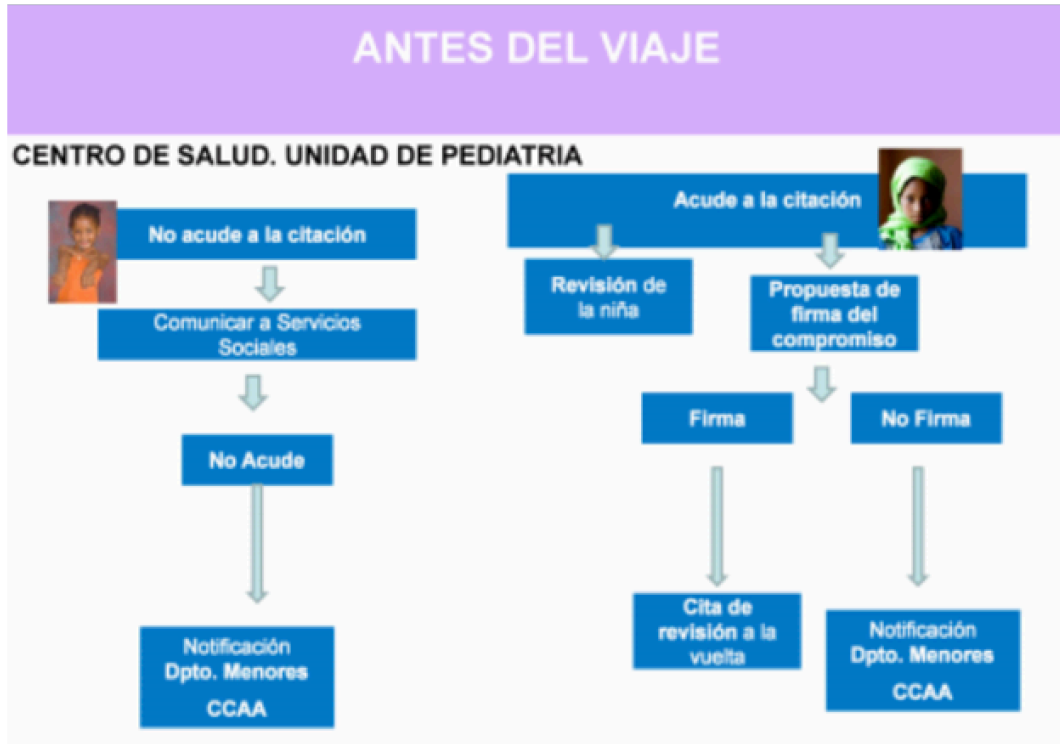 ANTES DEL VIAJE
CENTRO DE SALUD. UNIDAD DE PEDIATRIA
No acude a la citación
Comunicar a Servicios
Sociales
No Acude
Notificación
Dpto. Menores
CCAA
Acude a la citación
Revisión de
la niña
Propuesta de
firma del
compromiso
Firma
No Firma
Cita de
revisión a la
vuelta
Notificación
Dpto. Menores
CCAA